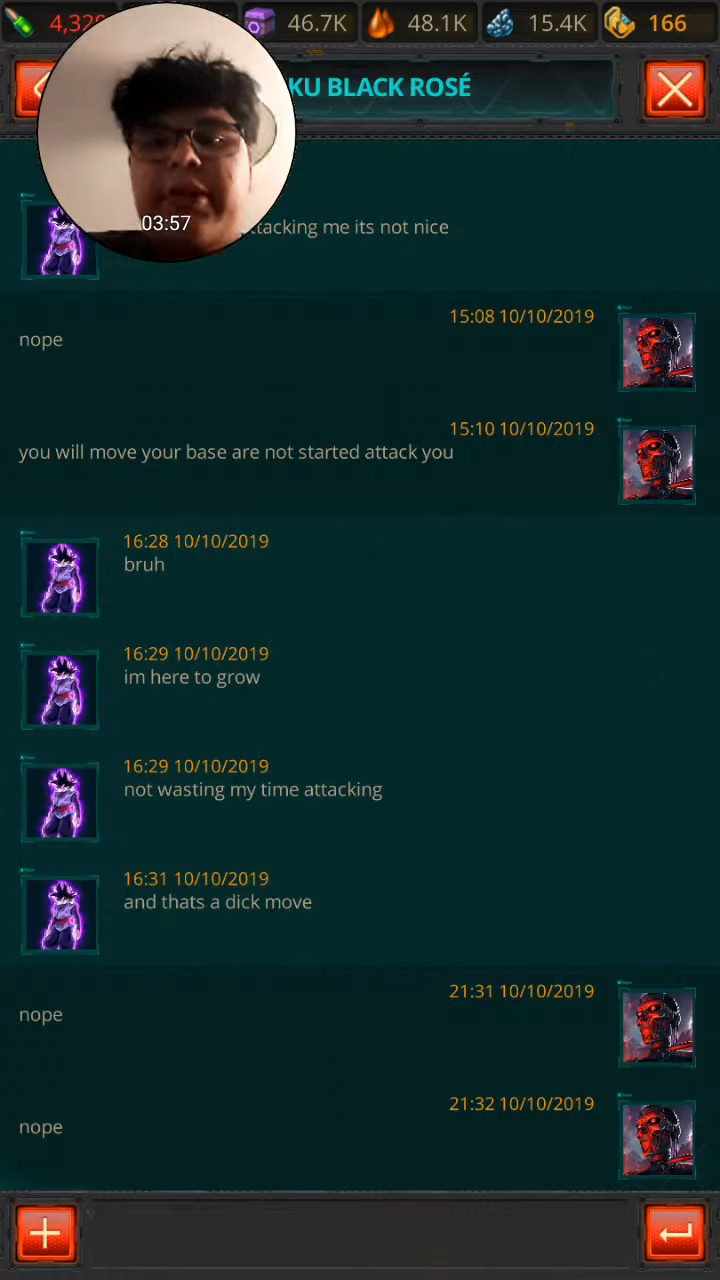 46.7K 48.1K 15.4K 166
KU BLACK ROSÉ
03:57
me its not nice
15:08 10/10/2019
nope
15:10 10/10/2019
you will move your base are not started attack you
16:28 10/10/2019
bruh
16:29 10/10/2019
im here to grow
16:29 10/10/2019
not wasting my time attacking
16:31 10/10/2019
and thats a dick move
21:31 10/10/2019
nope
21:32 10/10/2019
nope